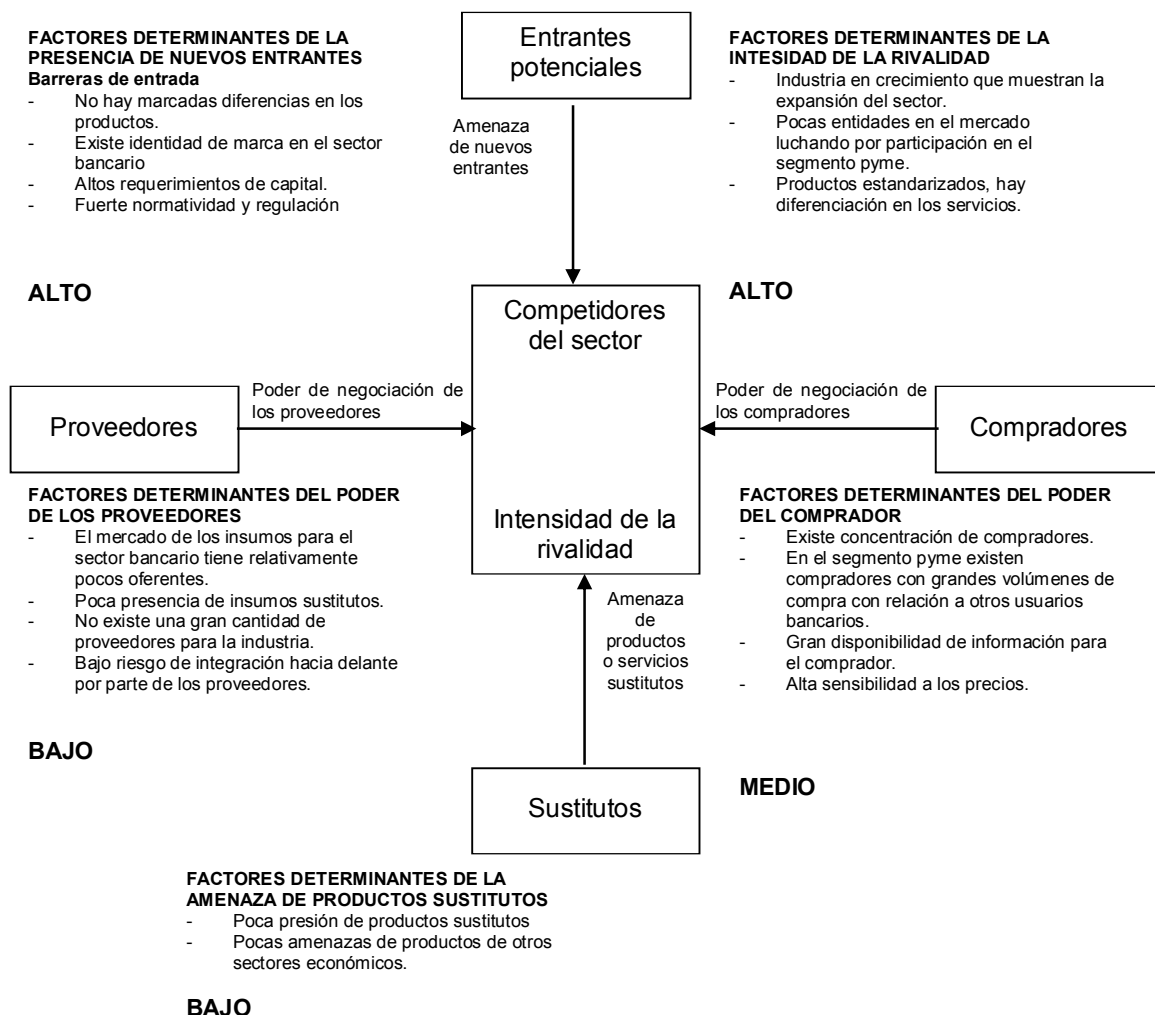 FACTORES DETERMINANTES DE LA
PRESENCIA DE NUEVOS ENTRANTES
Barreras de entrada
- No hay marcadas diferencias en los
productos.
- Existe identidad de marca en el sector
bancario
- Altos requerimientos de capital.
- Fuerte normatividad y regulación
ALTO
Entrantes
potenciales
Amenaza
de nuevos
entrantes
FACTORES DETERMINANTES DE LA
INTESIDAD DE LA RIVALIDAD
- Industria en crecimiento que muestran la
expansión del sector.
- Pocas entidades en el mercado
luchando por participación en el
segmento pyme.
- Productos estandarizados, hay
diferenciación en los servicios.
ALTO
Competidores
del sector
Intensidad de la
rivalidad
Proveedores
Poder de negociación de
los proveedores
Poder de negociación de
los compradores
Compradores
FACTORES DETERMINANTES DEL PODER
DE LOS PROVEEDORES
- El mercado de los insumos para el
sector bancario tiene relativamente
pocos oferentes.
- Poca presencia de insumos sustitutos.
- No existe una gran cantidad de
proveedores para la industria.
- Bajo riesgo de integración hacia delante
por parte de los proveedores.
BAJO
Amenaza
de
productos
o servicios
sustitutos
FACTORES DETERMINANTES DEL PODER
DEL COMPRADOR
- Existe concentración de compradores.
- En el segmento pyme existen
compradores con grandes volúmenes de
compra con relación a otros usuarios
bancarios.
- Gran disponibilidad de información para
el comprador.
- Alta sensibilidad a los precios.
MEDIO
Sustitutos
FACTORES DETERMINANTES DE LA
AMENAZA DE PRODUCTOS SUSTITUTOS
- Poca presión de productos sustitutos
- Pocas amenazas de productos de otros
sectores económicos.
BAJO